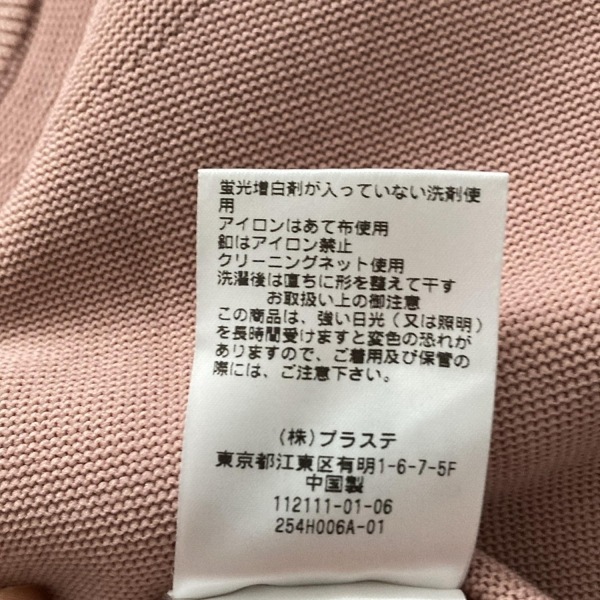 蛍光増白剤が入っていない洗剤使
用
アイロンはあて布使用
釦はアイロン禁止
クリーニングネット使用
洗濯後は直ちに形を整えて干す
お取扱い上の御注意
この商品は、強い日光(又は照明)
を長時間受けますと変色の恐れが
ありますので、ご着用及び保管の
際には、ご注意下さい。
(株)プラステ
東京都江東区有明1-6-7-5F
中国製
112111-01-06
254H006A-01